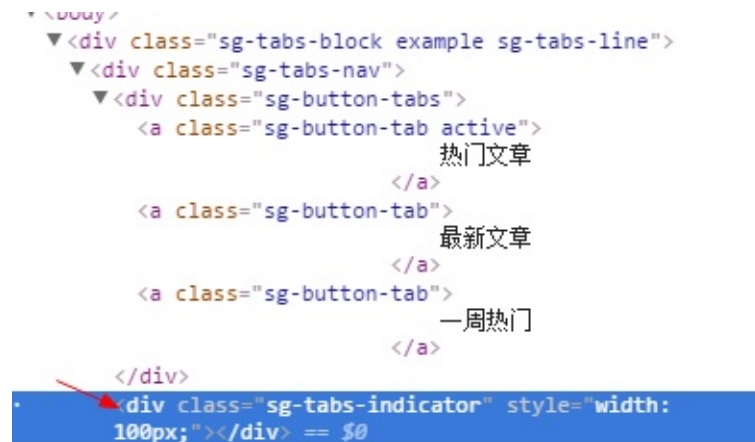 ▼<body>
▼<div class="sg-tabs-block example sg-tabs-line">
▼<div class="sg-tabs-nav">
▼<div class="sg-button-tabs">
<a class="sg-button-tab active">
热门文章
</a>
<a class="sg-button-tab">
最新文章
</a>
<a class="sg-button-tab">
一周热门
</a>
</div>
<div class="sg-tabs-indicator" style="width:
100px;"></div> == $0